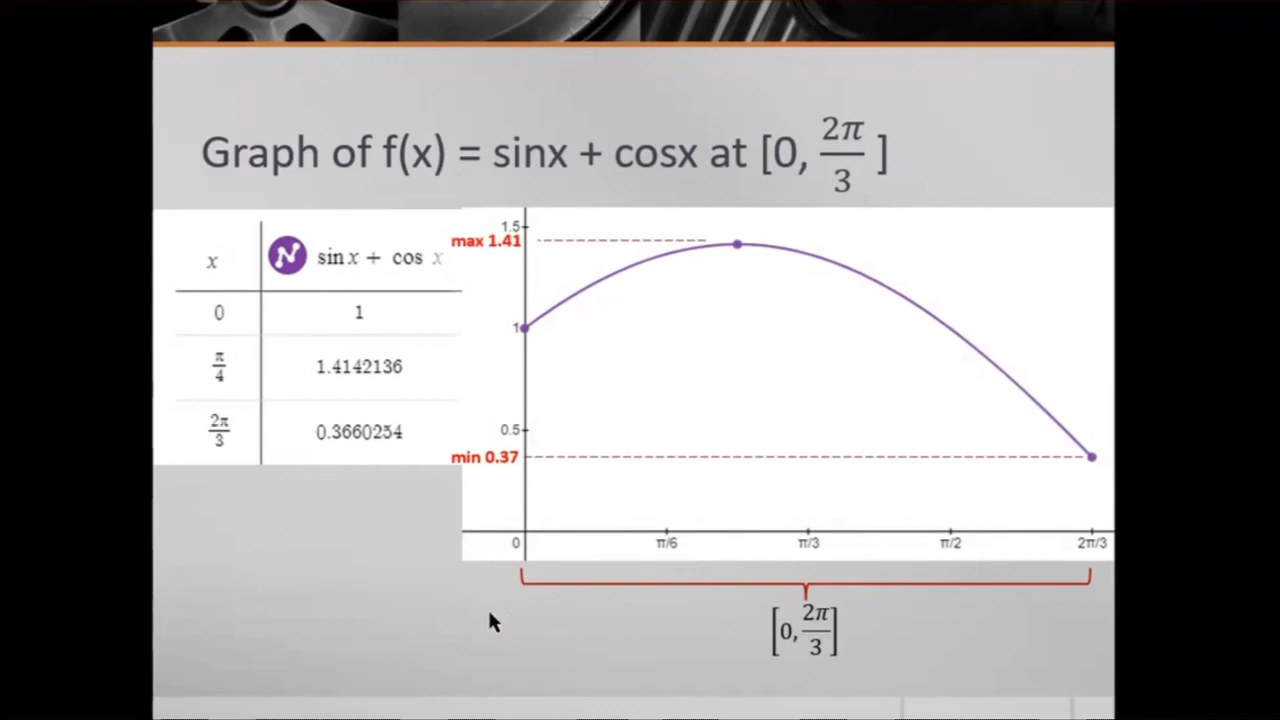 Graph of f(x) = sinx + cosx at [0, 2π/3 ]
x sin x + cos x
0 1
π/4 1.4142136
2π/3 0.3660254
1.5
max 1.41
1
0.5
min 0.37
0 π/6 π/3 π/2 2π/3
[0, 2π/3]